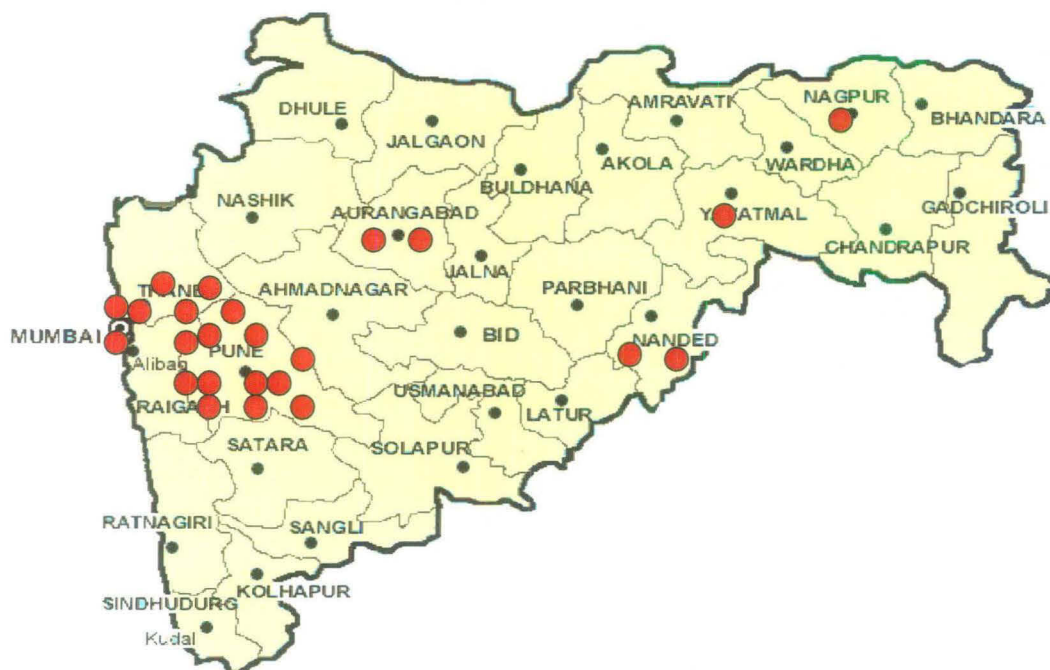 DHULE
JALGAON
AMRAVATI
NAGPUR
BHANDARA
AKOLA
WARDHA
BULDHANA
NASHIK
AURANGABAD
GADCHIROLI
CHANDRAPUR
JALNA
AHMADNAGAR
PARBHANI
MUMBAI
BID
NANDED
PUNE
Alibag
USMANABAD
LATUR
SATARA
SOLAPUR
RATNAGIRI
SANGLI
KOLHAPUR
SINDHUDURG
Kudal